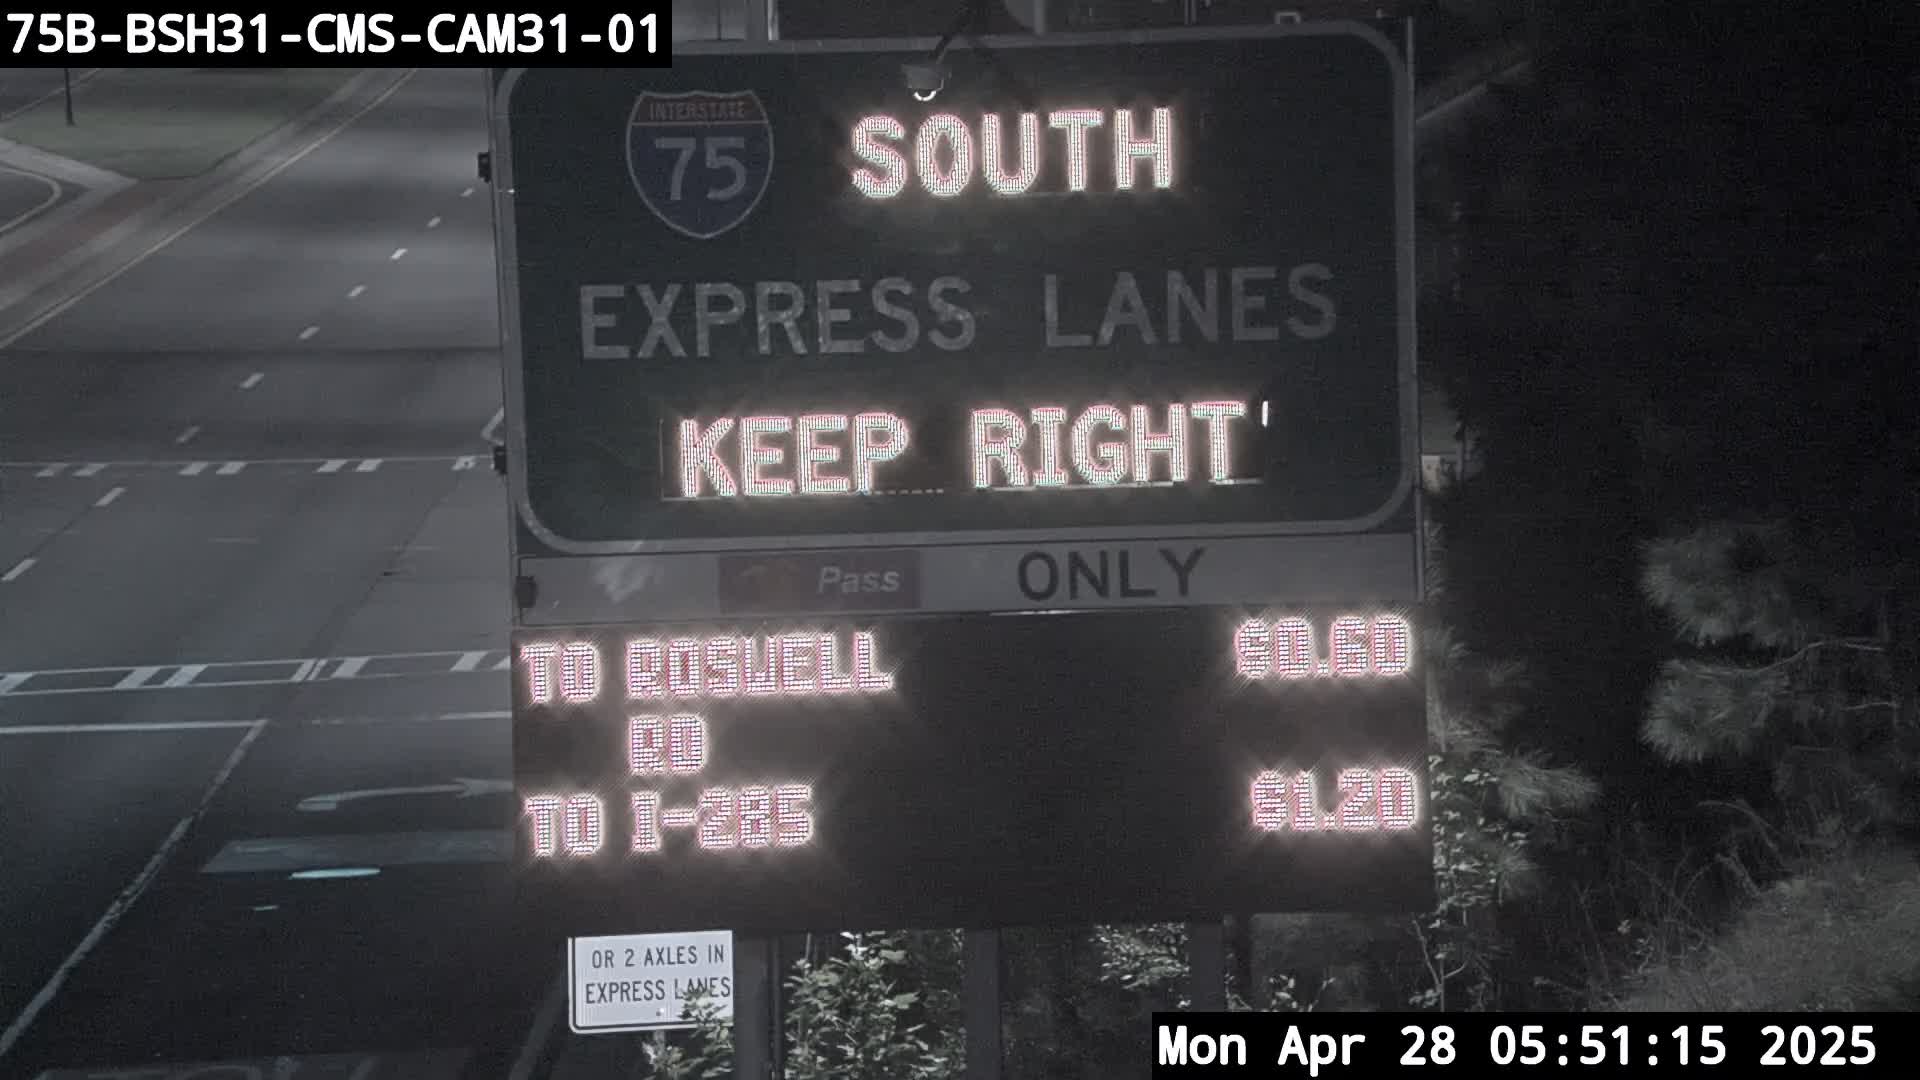 75B-BSH31-CMS-CAM31-01
INTERSTATE
75
SOUTH
EXPRESS LANES
KEEP RIGHT
Pass ONLY
TO ROSWELL $0.60
RD
TO I-285 $1.20
OR 2 AXLES IN
EXPRESS LANES
Mon Apr 28 05:51:15 2025